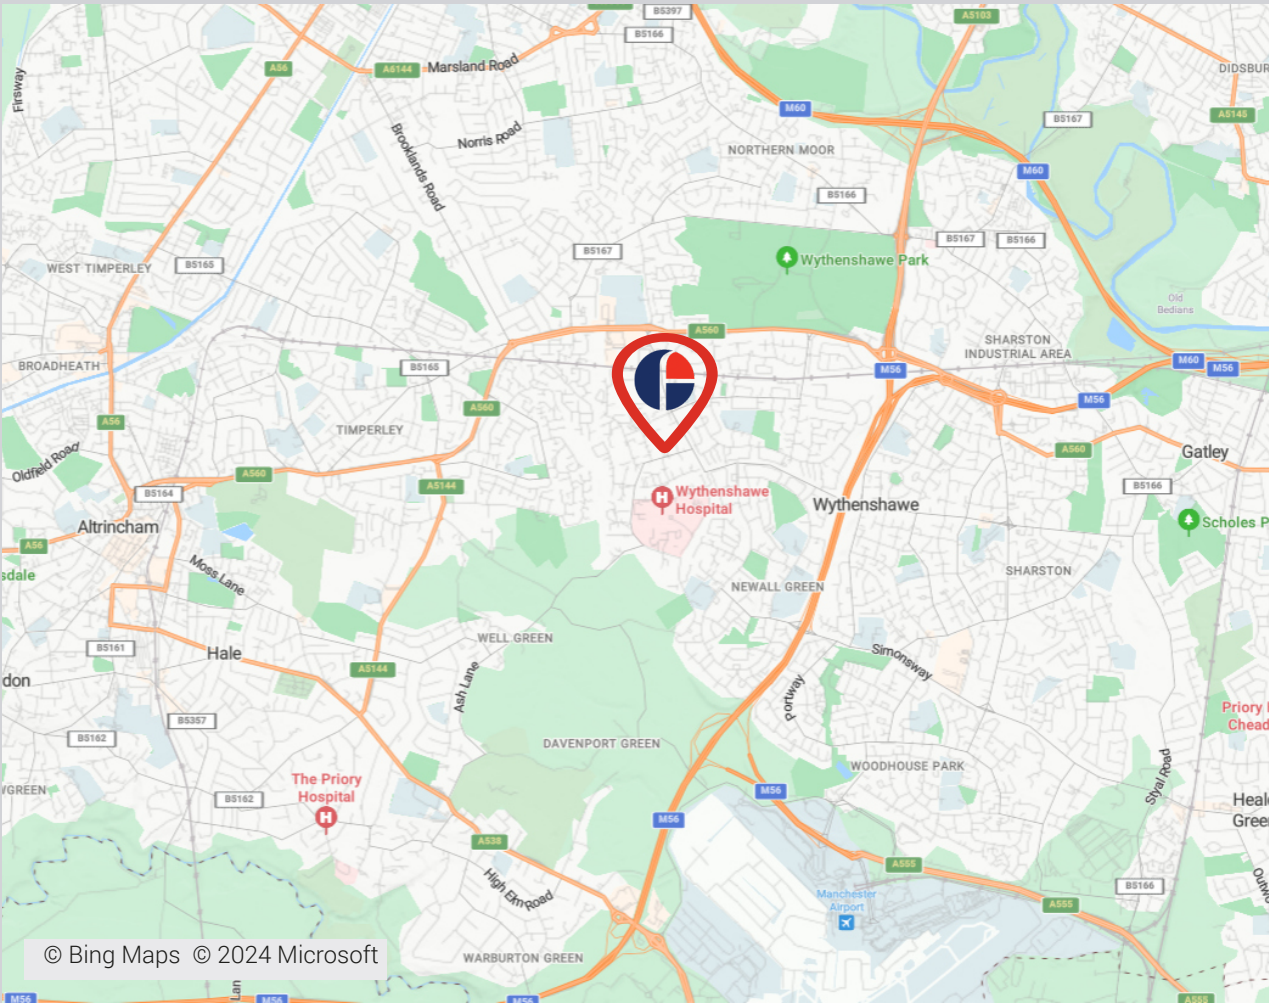 B5397
A5103
B5166
A56
A6144
Marsland Road
Firsway
DIDSBUR
M60
B5167
A5145
Norris Road
Brooklands Road
NORTHERN MOOR
M60
B5166
B5167
B5167
B5166
WEST TIMPERLEY
B5165
Wythenshawe Park
Old
Bedians
A560
SHARSTON
INDUSTRIAL AREA
BROADHEATH
B5165
M56
M60
M56
A560
M56
A56
TIMPERLEY
A560
Gatley
Oldfield Road
A560
A5144
B5166
B5164
Wythenshawe
Hospital
Wythenshawe
Altrincham
Scholes P
A56
sdale
Moss Lane
SHARSTON
NEWALL GREEN
WELL GREEN
B5161
Hale
A5144
Simonsway
don
Ash Lane
Portway
B5357
Priory
Chead
B5162
DAVENPORT GREEN
WOODHOUSE PARK
Styal Road
The Priory
Hospital
GREEN
B5162
M56
Heal
Gree
M56
A538
A555
High Elm Road
B5166
Manchester
Airport
A555
Outw
© Bing Maps © 2024 Microsoft
WARBURTON GREEN
Lan
M56
M56
M56
A555